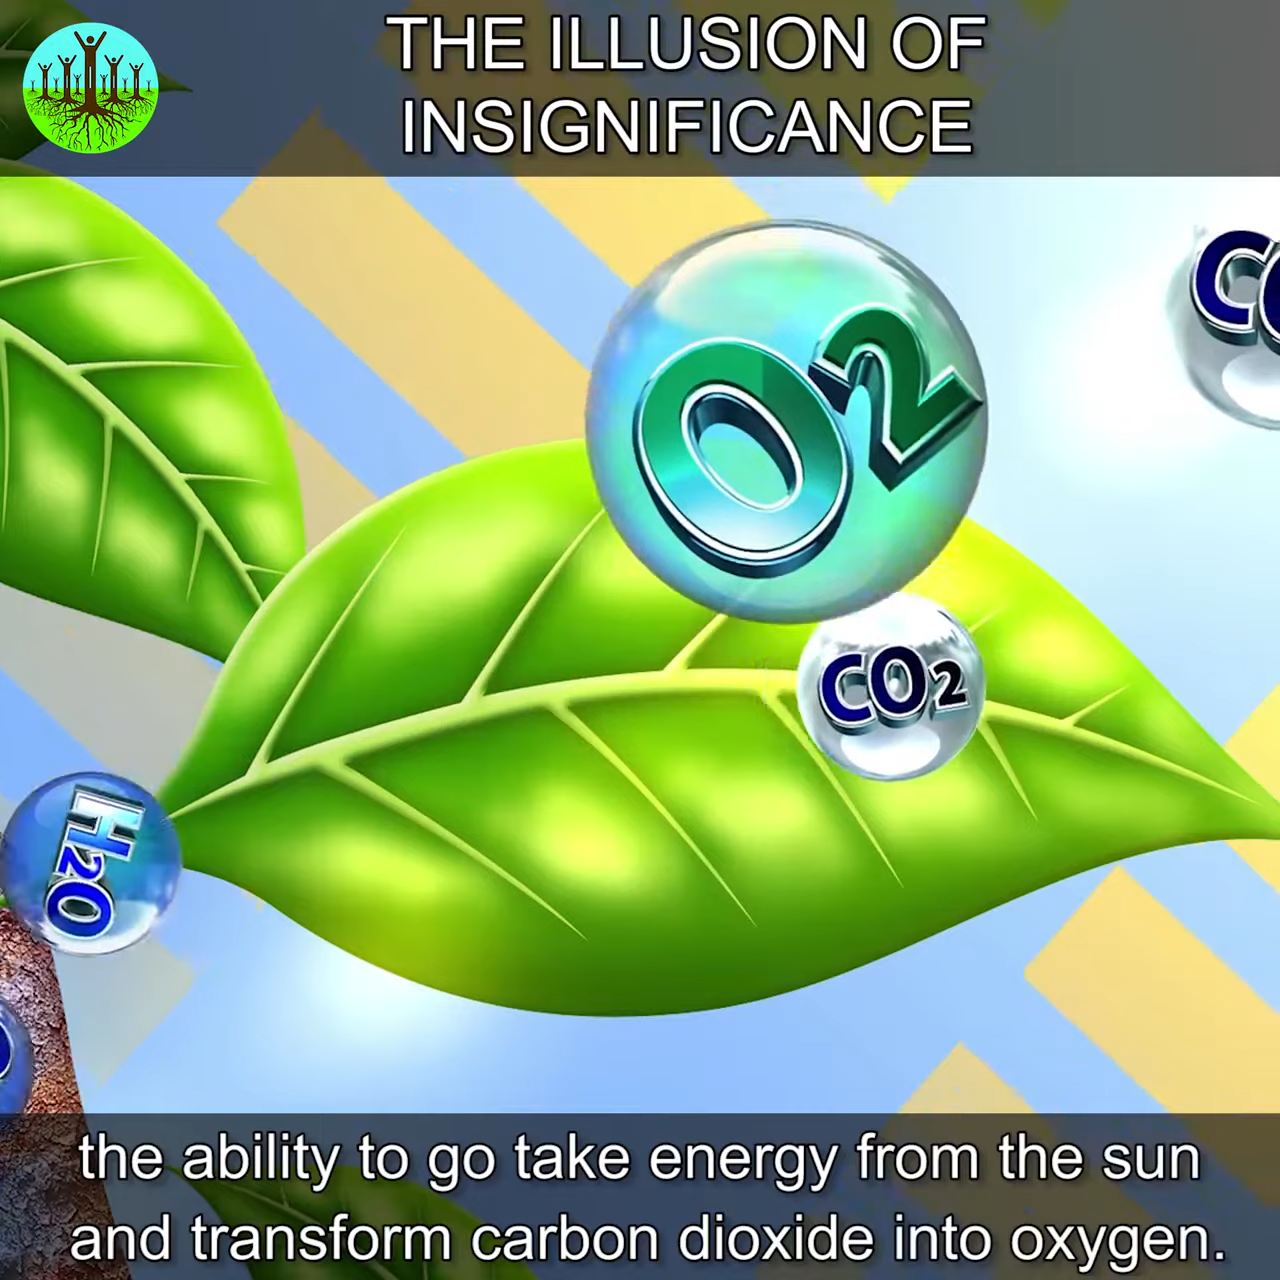 THE ILLUSION OF
INSIGNIFICANCE
CO
O2
CO2
H2O
the ability to go take energy from the sun
and transform carbon dioxide into oxygen.